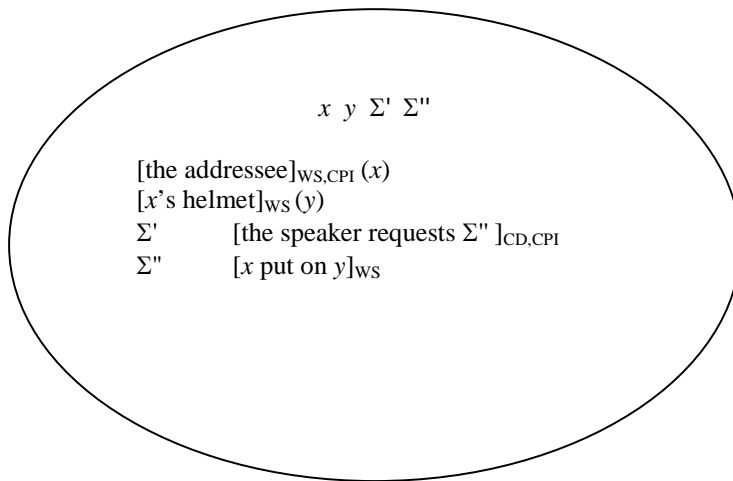 x y Σ' Σ"
[the addressee]WS,CPI (x)
[x’s helmet]WS (y)
Σ' [the speaker requests Σ" ]CD,CPI
Σ" [x put on y]WS